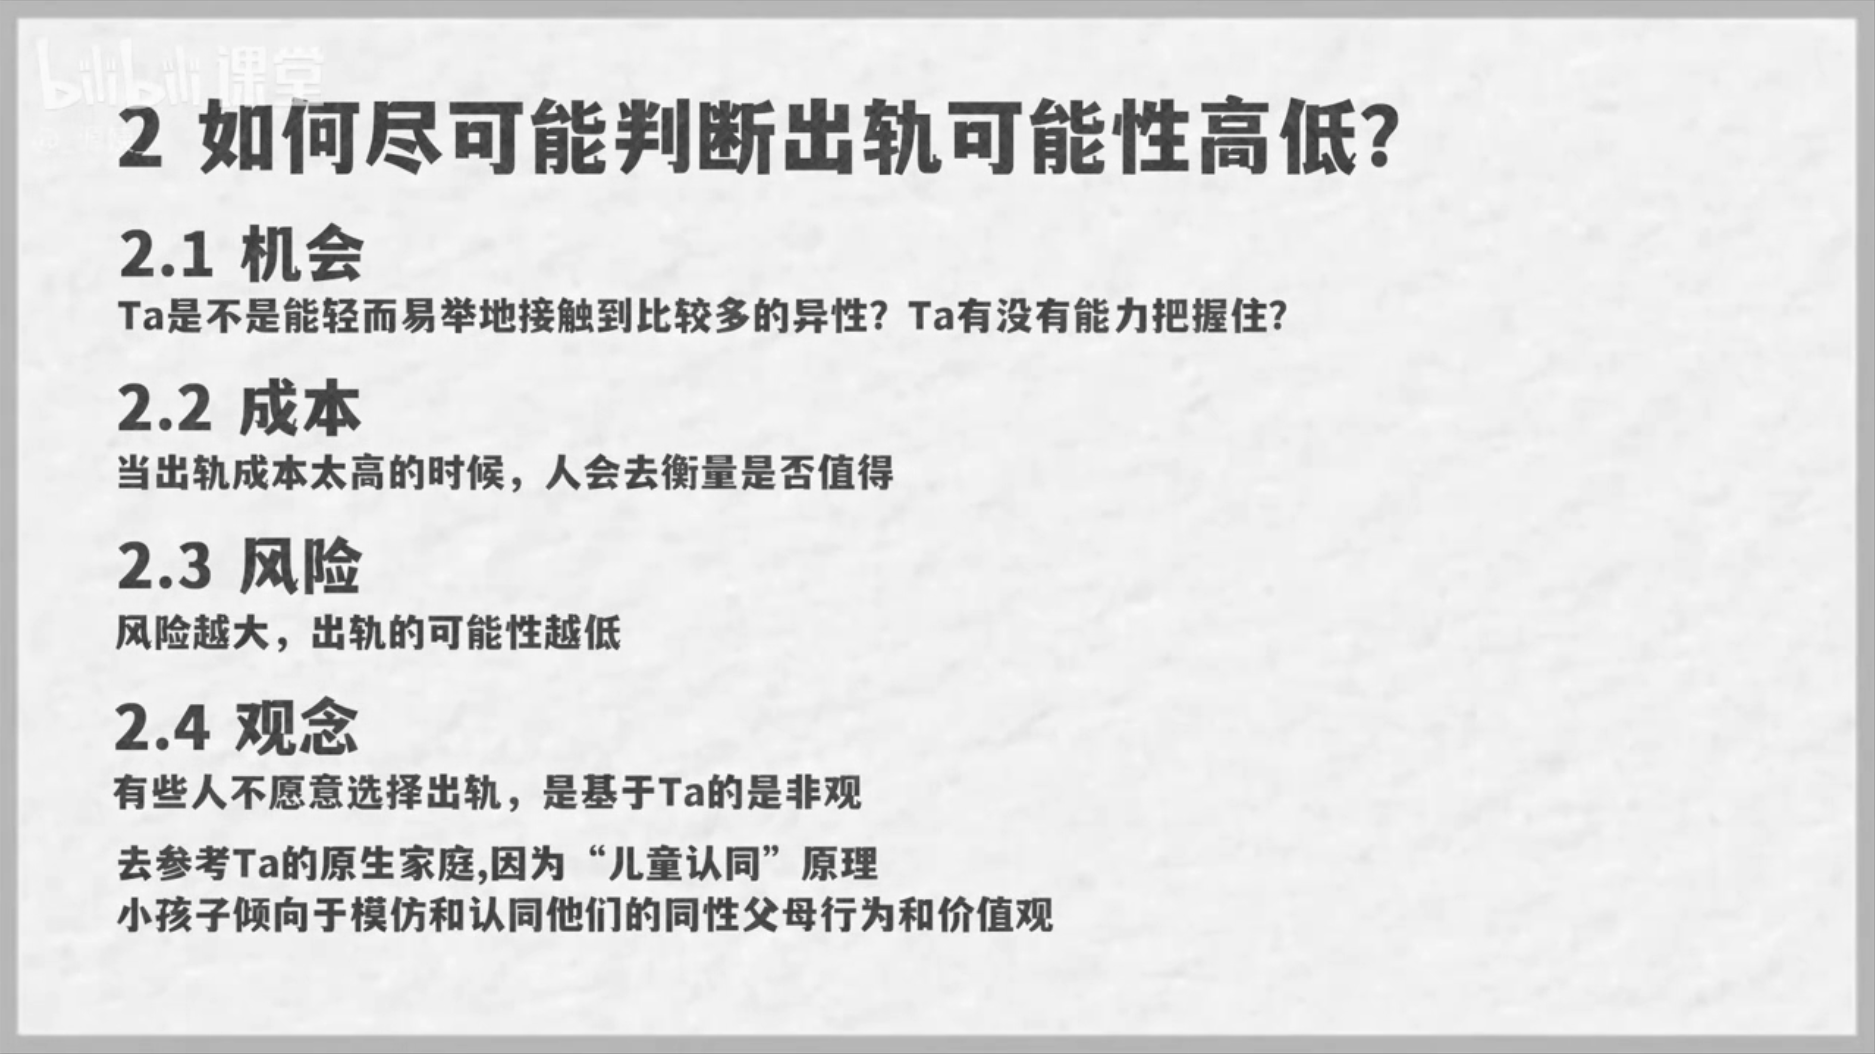 bilibili课堂
2 如何尽可能判断出轨可能性高低？
2.1 机会
Ta是不是能轻而易举地接触到比较多的异性？Ta有没有能力把握住？
2.2 成本
当出轨成本太高的时候，人会去衡量是否值得
2.3 风险
风险越大，出轨的可能性越低
2.4 观念
有些人不愿意选择出轨，是基于Ta的是非观
去参考Ta的原生家庭,因为“儿童认同”原理
小孩子倾向于模仿和认同他们的同性父母行为和价值观